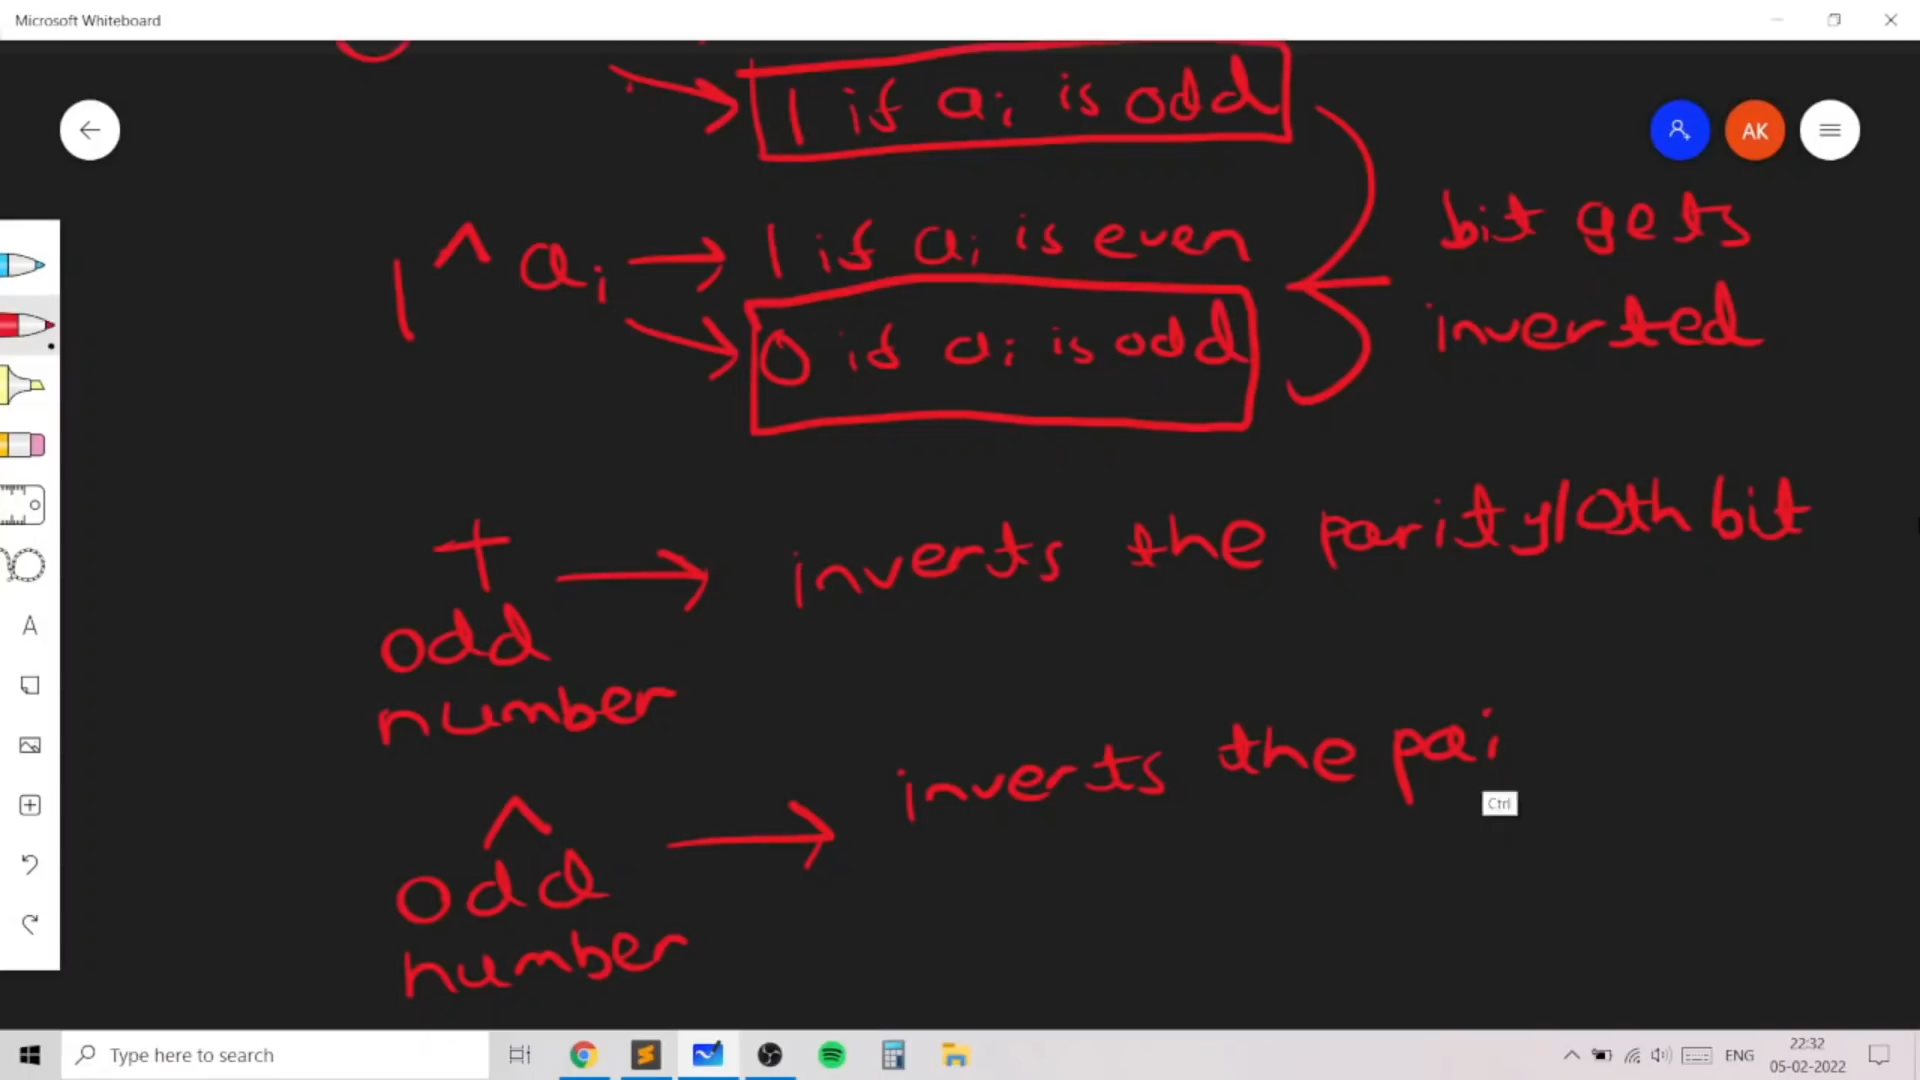 Microsoft Whiteboard
1 if ai is odd
AK
1 ^ ai → 1 if ai is even
0 if ai is odd
bit gets
inverted
+ → inverts the parity/0th bit
odd
number
^ → inverts the pai
odd
number
Ctrl
A
Type here to search
ENG
22:32
05-02-2022